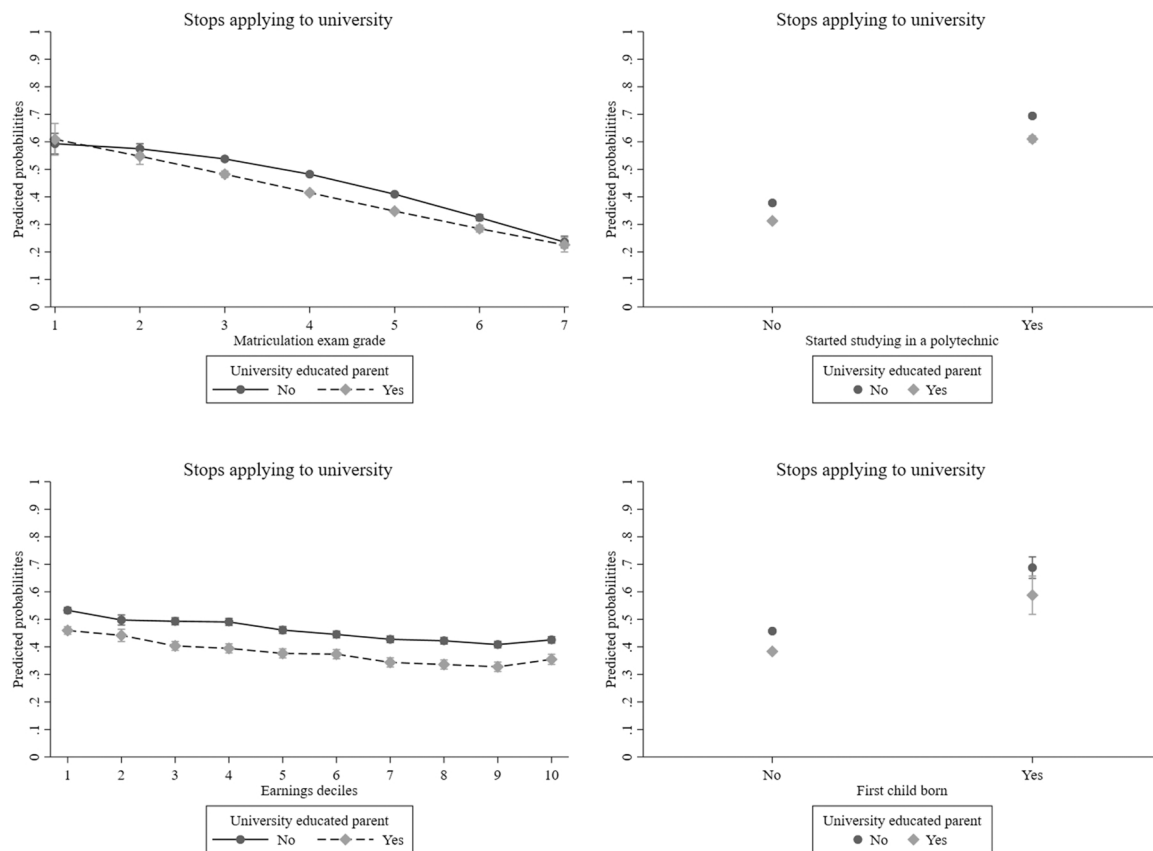 Stops applying to university
Predicted probabilitites
0 .1 .2 .3 .4 .5 .6 .7 .8 .9 1
1 2 3 4 5 6 7
Matriculation exam grade
University educated parent
No Yes
Stops applying to university
Predicted probabilitites
0 .1 .2 .3 .4 .5 .6 .7 .8 .9 1
No Yes
Started studying in a polytechnic
University educated parent
No Yes
Stops applying to university
Predicted probabilitites
0 .1 .2 .3 .4 .5 .6 .7 .8 .9 1
1 2 3 4 5 6 7 8 9 10
Earnings deciles
University educated parent
No Yes
Stops applying to university
Predicted probabilitites
0 .1 .2 .3 .4 .5 .6 .7 .8 .9 1
No Yes
First child born
University educated parent
No Yes